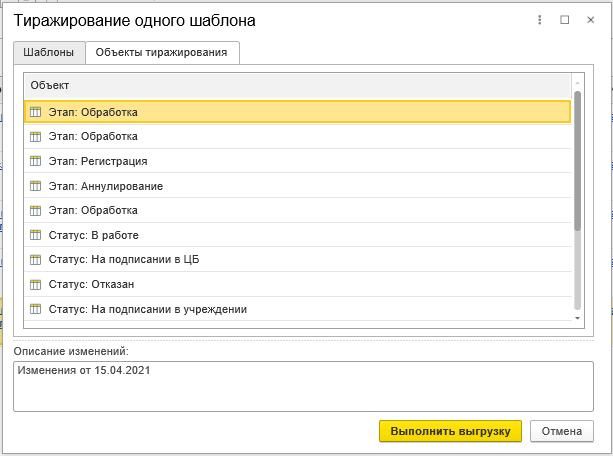 Тиражирование одного шаблона
Шаблоны
Объекты тиражирования
Объект
Этап: Обработка
Этап: Обработка
Этап: Регистрация
Этап: Аннулирование
Этап: Обработка
Статус: В работе
Статус: На подписании в ЦБ
Статус: Отказан
Статус: На подписании в учреждении
Описание изменений:
Изменения от 15.04.2021
Выполнить выгрузку
Отмена